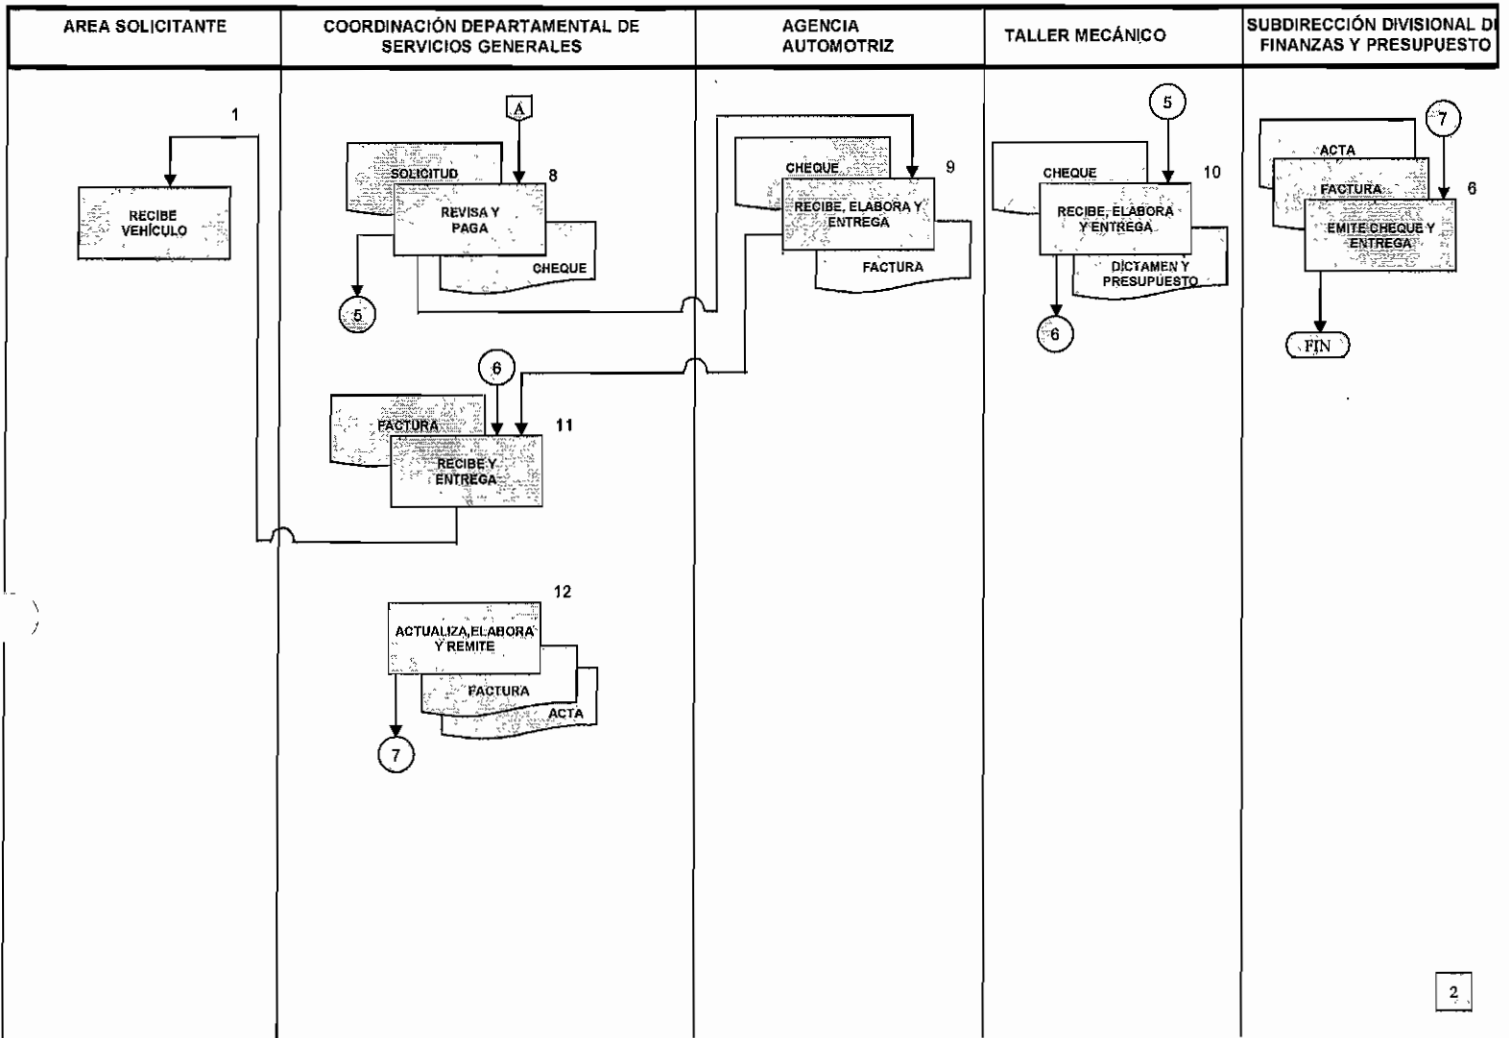 AREA SOLICITANTE
COORDINACIÓN DEPARTAMENTAL DE
SERVICIOS GENERALES
AGENCIA
AUTOMOTRIZ
TALLER MECÁNICO
SUBDIRECCIÓN DIVISIONAL
FINANZAS Y PRESUPUESTO
1
RECIBE
VEHÍCULO
A
SOLICITUD
8
REVISA Y
PAGA
CHEQUE
5
6
FACTURA
11
RECIBE Y
ENTREGA
12
ACTUALIZA,ELABORA
Y REMITE
FACTURA
ACTA
7
CHEQUE
9
RECIBE, ELABORA Y
ENTREGA
FACTURA
5
CHEQUE
10
RECIBE, ELABORA
Y ENTREGA
DICTAMEN Y
PRESUPUESTO
6
7
ACTA
FACTURA
6
EMITE CHEQUE Y
ENTREGA
FIN
2